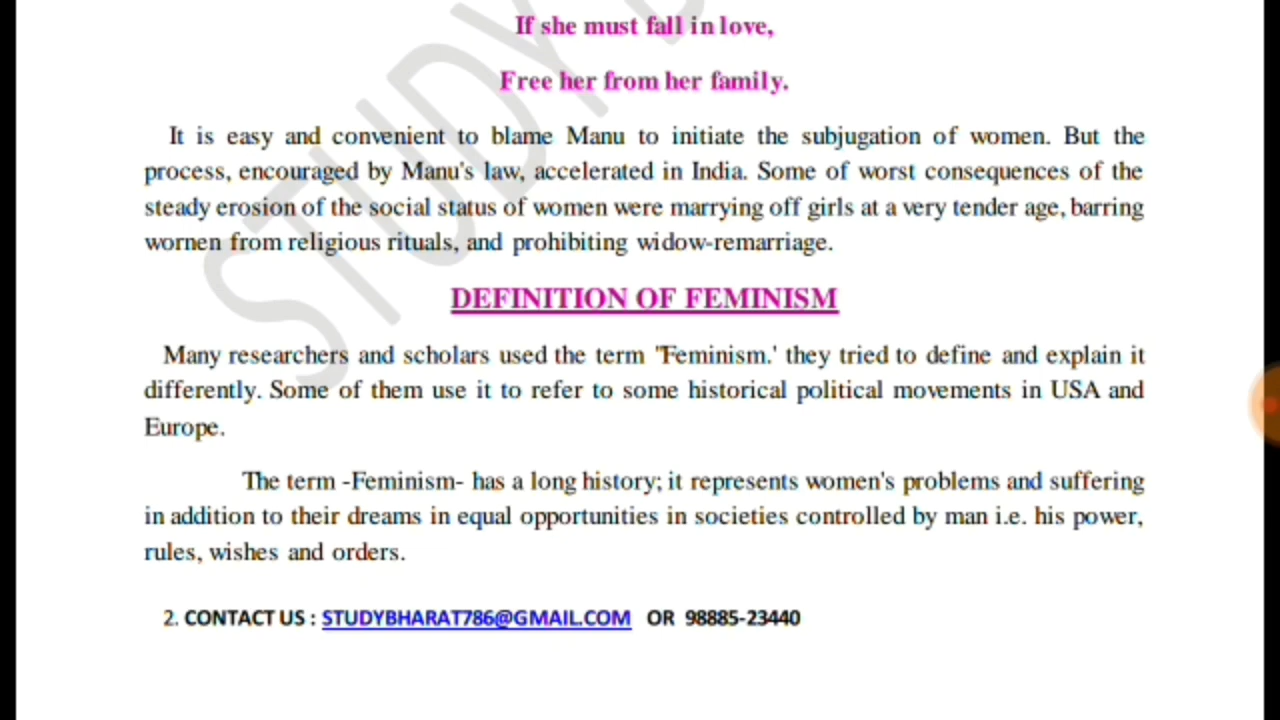 If she must fall in love,
Free her from her family.
It is easy and convenient to blame Manu to initiate the subjugation of women. But the
process, encouraged by Manu's law, accelerated in India. Some of worst consequences of the
steady erosion of the social status of women were marrying off girls at a very tender age, barring
wornen from religious rituals, and prohibiting widow-remarriage.
DEFINITION OF FEMINISM
Many researchers and scholars used the term 'Feminism.' they tried to define and explain it
differently. Some of them use it to refer to some historical political movements in USA and
Europe.
The term -Feminism- has a long history; it represents women's problems and suffering
in addition to their dreams in equal opportunities in societies controlled by man i.e. his power,
rules, wishes and orders.
2. CONTACT US : STUDYBHARAT786@GMAIL.COM OR 98885-23440
STUDY